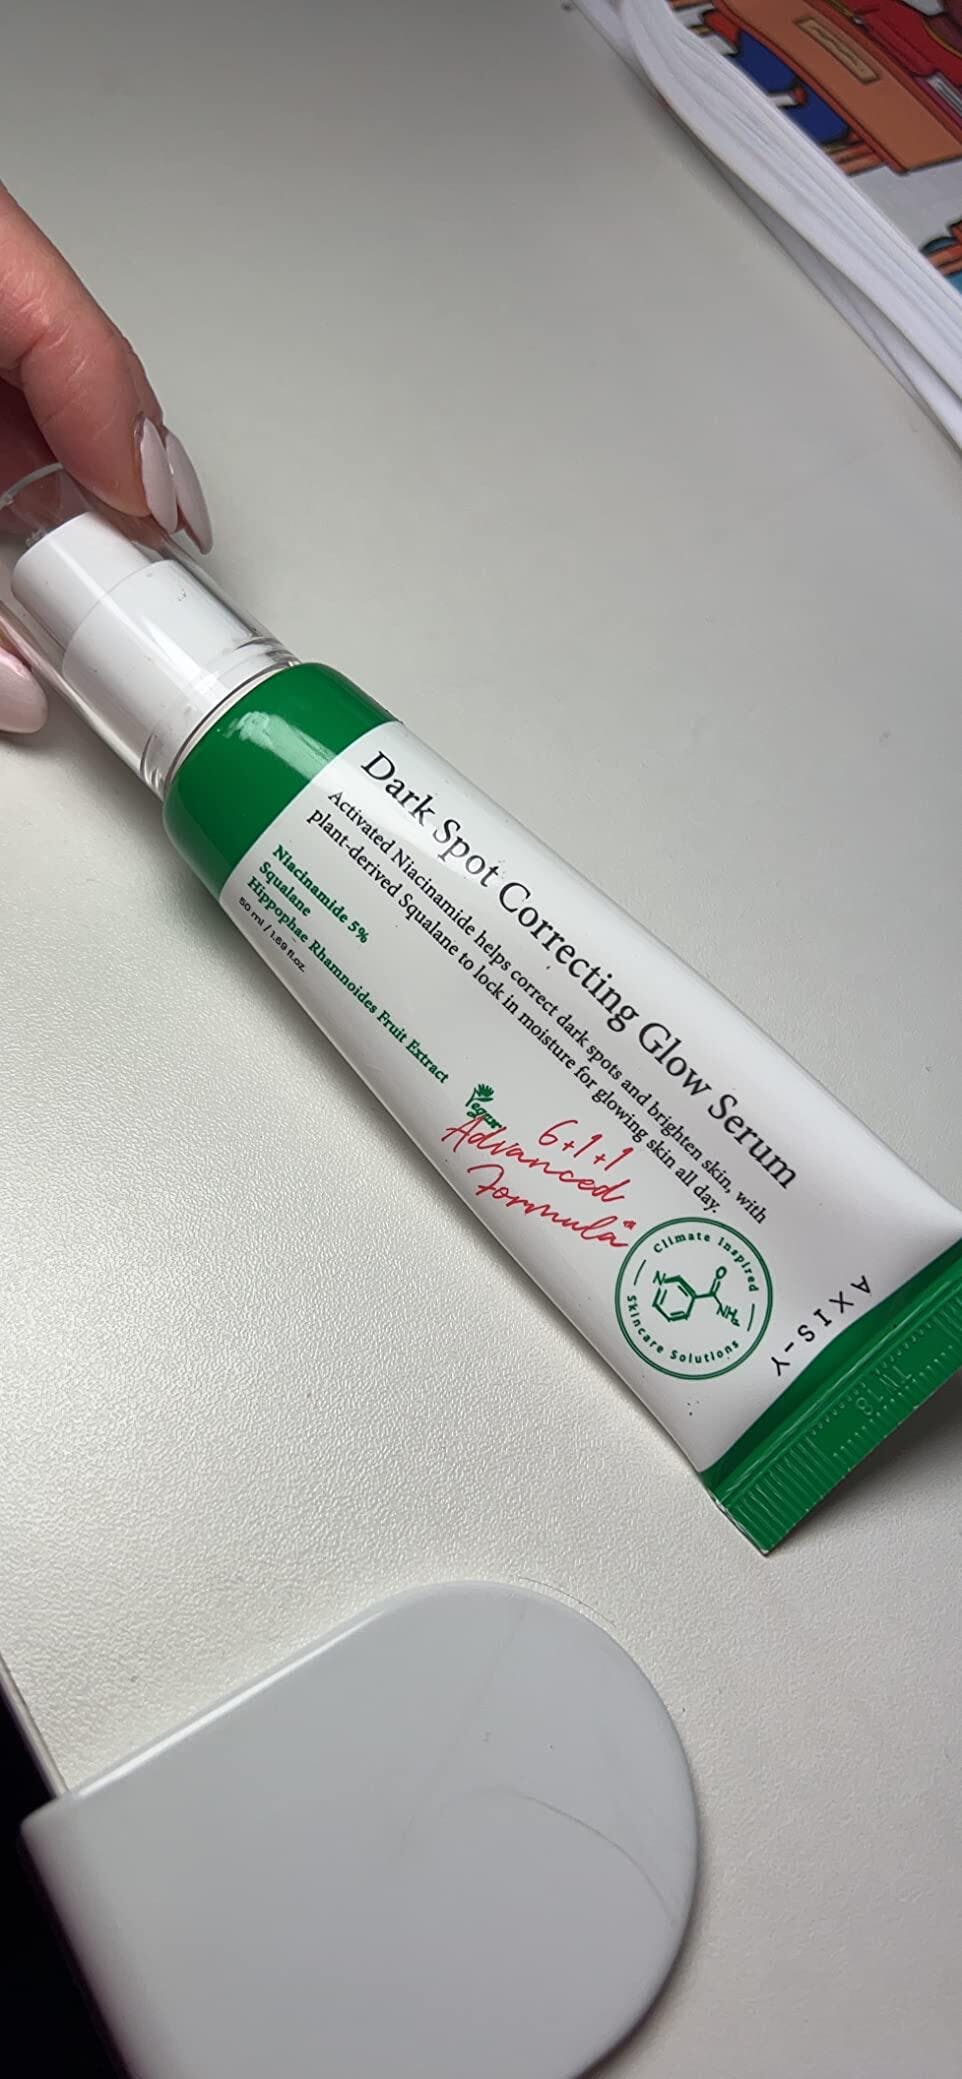 Dark Spot Correcting Glow Serum
Activated Niacinamide helps correct dark spots and brighten skin, with
plant-derived Squalane to lock in moisture for glowing skin all day.
Niacinamide 5%
Squalane
Hippophae Rhamnoides Fruit Extract
50 ml / 1.69 fl.oz.
Vegan
6+1+1
Advanced
Formula
Climate Inspired
N O NH₂
Skincare Solutions
AXIS-Y